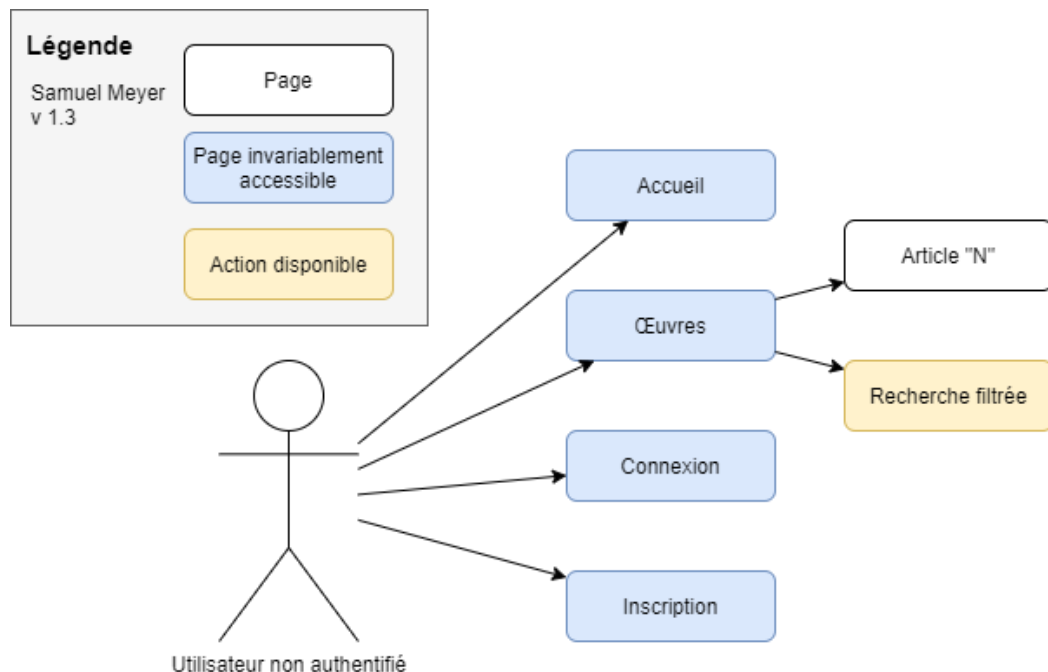 Légende
Samuel Meyer
v 1.3
Page
Page invariablement
accessible
Action disponible
Accueil
Article "N"
Œuvres
Recherche filtrée
Connexion
Inscription
Utilisateur non authentifié